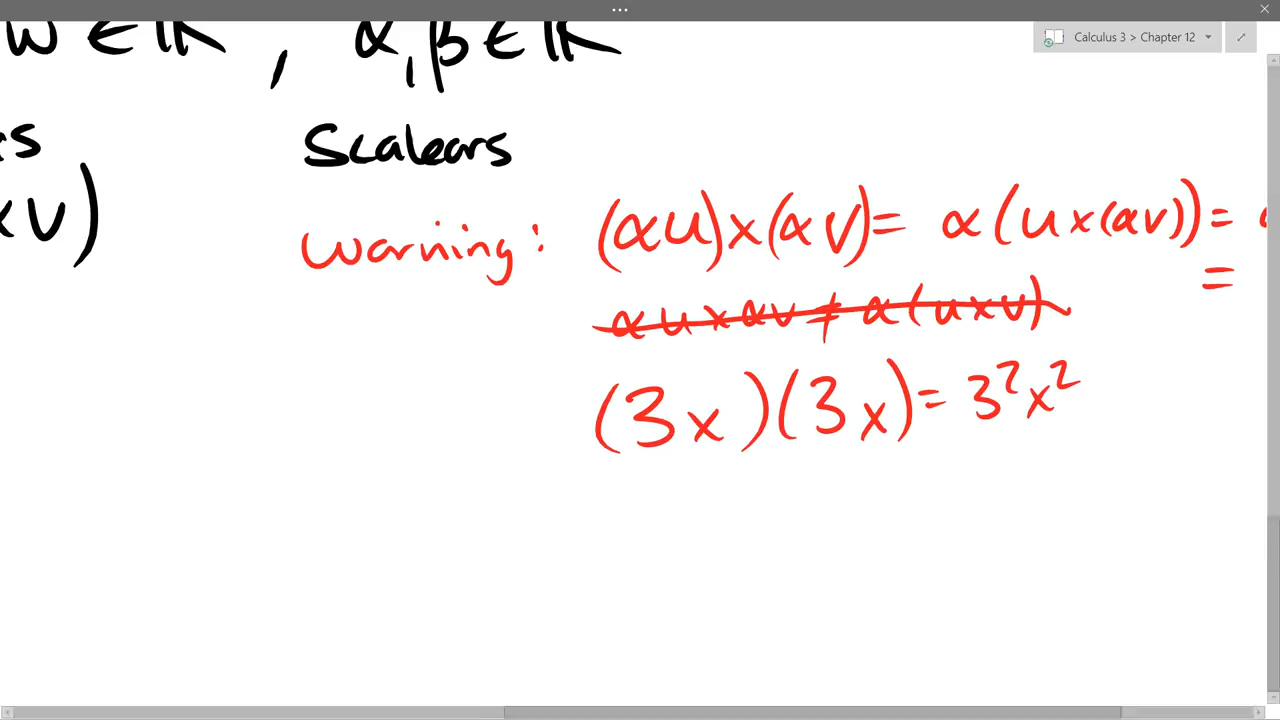 Calculus 3 > Chapter 12
w ∈ ℝ , α, β ∈ ℝ
Scalears
x v)
warning: (αu)x(αv) = α(u x(αv)) =
=
αu x αv ≠ α(u x v)
(3x)(3x) = 3²x²